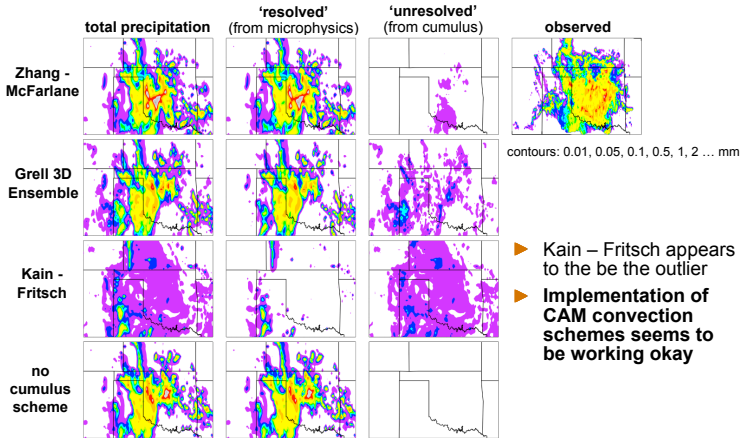 total precipitation
‘resolved’
(from microphysics)
‘unresolved’
(from cumulus)
observed
Zhang -
McFarlane
contours: 0.01, 0.05, 0.1, 0.5, 1, 2 … mm
Grell 3D
Ensemble
Kain -
Fritsch
► Kain – Fritsch appears
to the be the outlier
► Implementation of
CAM convection
schemes seems to
be working okay
no
cumulus
scheme